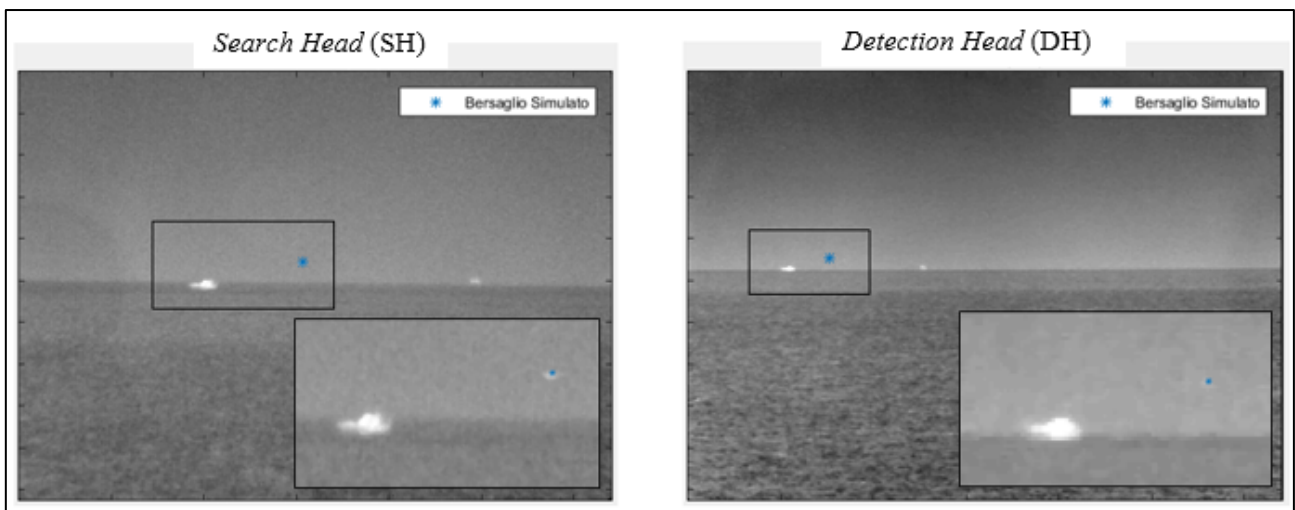 Search Head (SH)
Detection Head (DH)
Bersaglio Simulato
Bersaglio Simulato